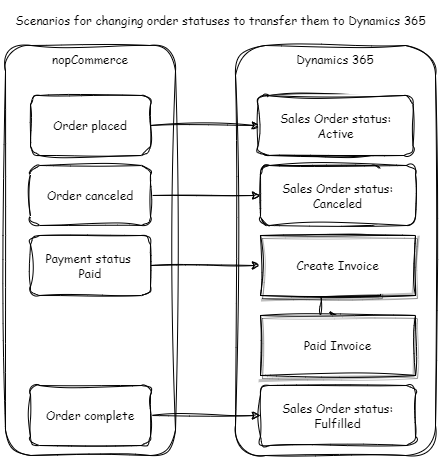 Scenarios for changing order statuses to transfer them to Dynamics 365
nopCommerce
Dynamics 365
Order placed
Sales Order status:
Active
Order canceled
Sales Order status:
Canceled
Payment status
Paid
Create Invoice
Paid Invoice
Order complete
Sales Order status:
Fulfilled